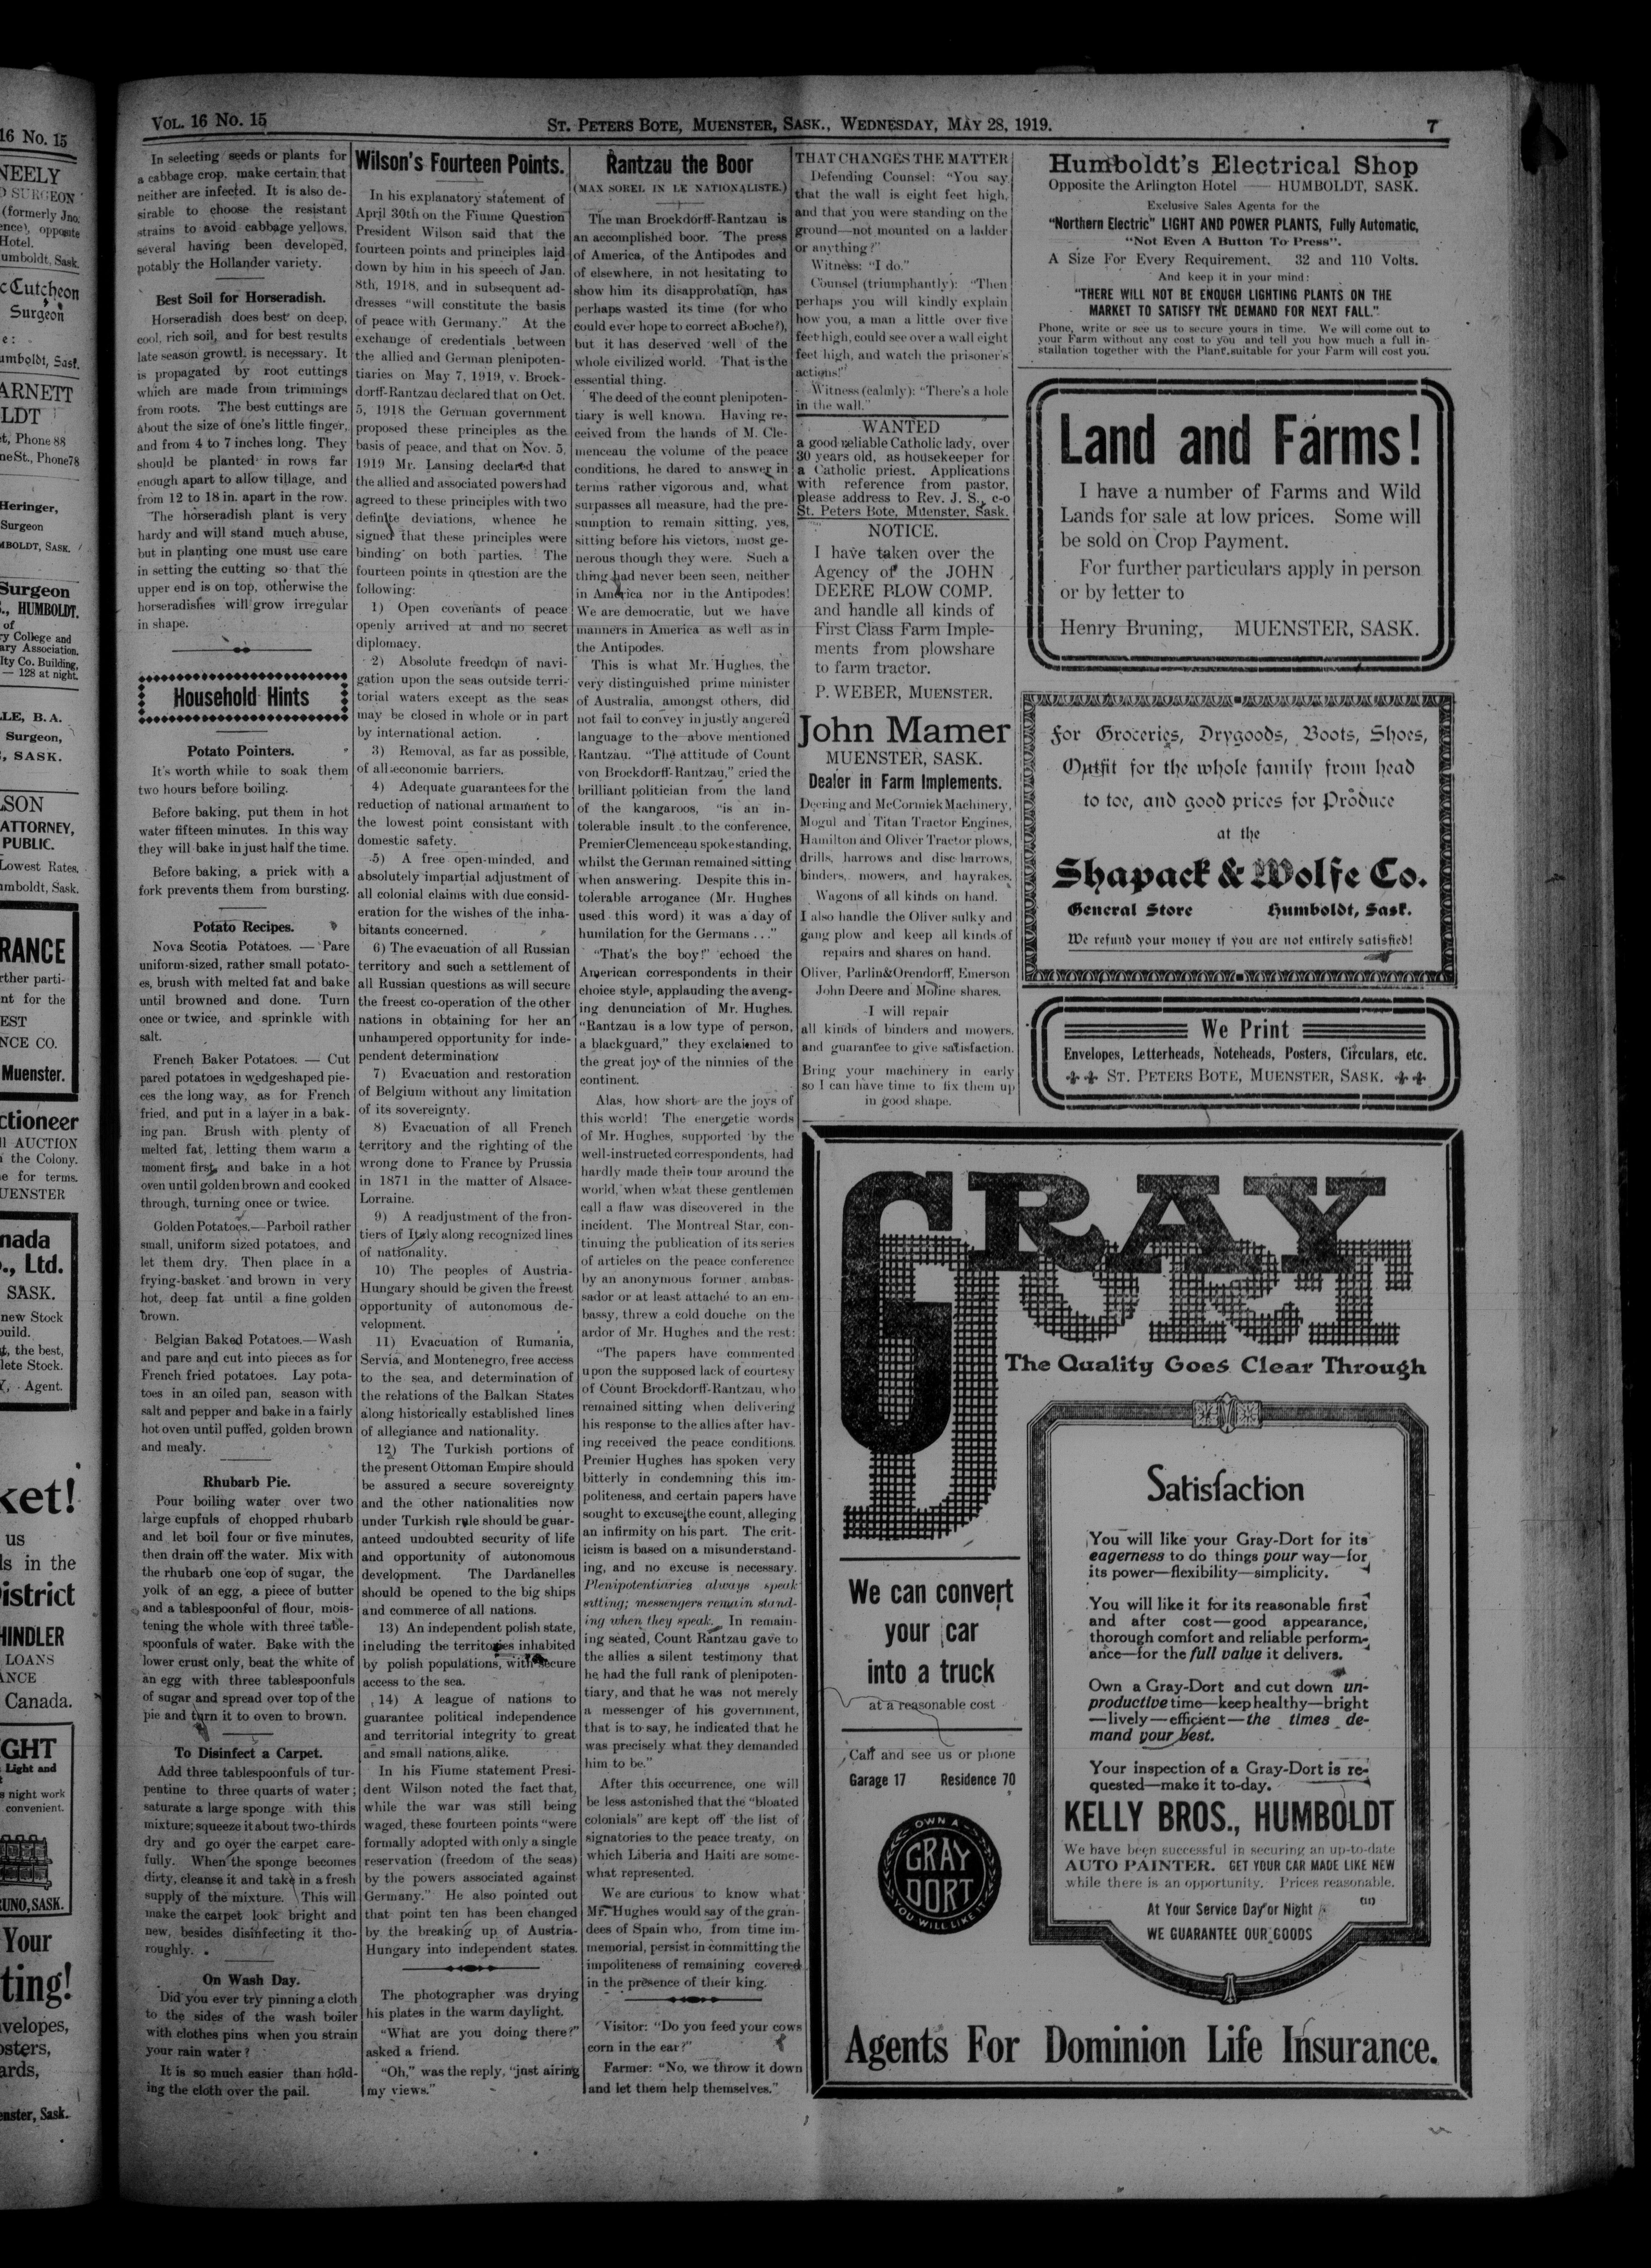 VOL. 16 No. 15
ST. PETERS BOTE, MUENSTER, SASK., WEDNESDAY, MAY 28, 1919.
7
In selecting seeds or plants for
a cabbage crop, make certain that
neither are infected. It is also de-
sirable to choose the resistant
strains to avoid cabbage yellows,
several having been developed,
potably the Hollander variety.
Best Soil for Horseradish.
Horseradish does best on deep,
cool, rich soil, and for best results
late season growth is necessary. It
is propagated by root cuttings
which are made from trimmings
from roots. The best cuttings are
about the size of one's little finger,
and from 4 to 7 inches long. They
should be planted in rows far
enough apart to allow tillage, and
from 12 to 18 in. apart in the row.
The horseradish plant is very
hardy and will stand much abuse,
but in planting one must use care
in setting the cutting so that the
upper end is on top, otherwise the
horseradishes will grow irregular
in shape.
Household Hints
Potato Pointers.
It's worth while to soak them
two hours before boiling.
Before baking, put them in hot
water fifteen minutes. In this way
they will bake in just half the time.
Before baking, a prick with a
fork prevents them from bursting.
Potato Recipes.
Nova Scotia Potatoes. — Pare
uniform-sized, rather small potato-
es, brush with melted fat and bake
until browned and done. Turn
once or twice, and sprinkle with
salt.
French Baker Potatoes. — Cut
pared potatoes in wedgeshaped pie-
ces the long way, as for French
fried, and put in a layer in a bak-
ing pan. Brush with plenty of
melted fat, letting them warm a
moment first, and bake in a hot
oven until golden brown and cooked
through, turning once or twice.
Golden Potatoes.—Parboil rather
small, uniform sized potatoes, and
let them dry. Then place in a
frying-basket and brown in very
hot, deep fat until a fine golden
brown.
Belgian Baked Potatoes.—Wash
and pare and cut into pieces as for
French fried potatoes. Lay pota-
toes in an oiled pan, season with
salt and pepper and bake in a fairly
hot oven until puffed, golden brown
and mealy.
Rhubarb Pie.
Pour boiling water over two
large cupfuls of chopped rhubarb
and let boil four or five minutes,
then drain off the water. Mix with
the rhubarb one cop of sugar, the
yolk of an egg, a piece of butter
and a tablespoonful of flour, mois-
tening the whole with three table-
spoonfuls of water. Bake with the
lower crust only, beat the white of
an egg with three tablespoonfuls
of sugar and spread over top of the
pie and turn it to oven to brown.
To Disinfect a Carpet.
Add three tablespoonfuls of tur-
pentine to three quarts of water;
saturate a large sponge with this
mixture; squeeze it about two-thirds
dry and go over the carpet care-
fully. When the sponge becomes
dirty, cleanse it and take in a fresh
supply of the mixture. This will
make the carpet look bright and
new, besides disinfecting it tho-
roughly.
On Wash Day.
Did you ever try pinning a cloth
to the sides of the wash boiler
with clothes pins when you strain
your rain water?
It is so much easier than hold-
ing the cloth over the pail.
Wilson's Fourteen Points.
In his explanatory statement of
April 30th on the Fiume Question
President Wilson said that the
fourteen points and principles laid
down by him in his speech of Jan.
8th, 1918, and in subsequent ad-
dresses "will constitute the basis
of peace with Germany." At the
exchange of credentials between
the allied and German plenipoten-
tiaries on May 7, 1919, v. Brock-
dorff-Rantzau declared that on Oct.
5, 1918 the German government
proposed these principles as the
basis of peace, and that on Nov. 5,
1919 Mr. Lansing declared that
the allied and associated powers had
agreed to these principles with two
definite deviations, whence he
signed that these principles were
binding on both parties. The
fourteen points in question are the
following:
1) Open covenants of peace
openly arrived at and no secret
diplomacy.
2) Absolute freedom of navi-
gation upon the seas outside terri-
torial waters except as the seas
may be closed in whole or in part
by international action.
3) Removal, as far as possible,
of all economic barriers.
4) Adequate guarantees for the
reduction of national armament to
the lowest point consistant with
domestic safety.
5) A free open-minded, and
absolutely impartial adjustment of
all colonial claims with due consid-
eration for the wishes of the inha-
bitants concerned.
6) The evacuation of all Russian
territory and such a settlement of
all Russian questions as will secure
the freest co-operation of the other
nations in obtaining for her an
unhampered opportunity for inde-
pendent determination.
7) Evacuation and restoration
of Belgium without any limitation
of its sovereignty.
8) Evacuation of all French
territory and the righting of the
wrong done to France by Prussia
in 1871 in the matter of Alsace-
Lorraine.
9) A readjustment of the fron-
tiers of Italy along recognized lines
of nationality.
10) The peoples of Austria-
Hungary should be given the freest
opportunity of autonomous de-
velopment.
11) Evacuation of Rumania,
Servia, and Montenegro, free access
to the sea, and determination of
the relations of the Balkan States
along historically established lines
of allegiance and nationality.
12) The Turkish portions of
the present Ottoman Empire should
be assured a secure sovereignty
and the other nationalities now
under Turkish rule should be guar-
anteed undoubted security of life
and opportunity of autonomous
development. The Dardanelles
should be opened to the big ships
and commerce of all nations.
13) An independent polish state,
including the territories inhabited
by polish populations, with secure
access to the sea.
14) A league of nations to
guarantee political independence
and territorial integrity to great
and small nations alike.
In his Fiume statement Presi-
dent Wilson noted the fact that,
while the war was still being
waged, these fourteen points "were
formally adopted with only a single
reservation (freedom of the seas)
by the powers associated against
Germany." He also pointed out
that point ten has been changed
by the breaking up of Austria-
Hungary into independent states.
The photographer was drying
his plates in the warm daylight.
"What are you doing there?"
asked a friend.
"Oh," was the reply, "just airing
my views."
Rantzau the Boor
(MAX SOREL IN LE NATIONALISTE.)
The man Brockdorff-Rantzau is
an accomplished boor. The press
of America, of the Antipodes and
of elsewhere, in not hesitating to
show him its disapprobation, has
perhaps wasted its time (for who
could ever hope to correct a Boche?),
but it has deserved well of the
whole civilized world. That is the
essential thing.
The deed of the count plenipoten-
tiary is well known. Having re-
ceived from the hands of M. Cle-
menceau the volume of the peace
conditions, he dared to answer in
terms rather vigorous and, what
surpasses all measure, had the pre-
sumption to remain sitting, yes,
sitting before his victors, most ge-
nerous though they were. Such a
thing had never been seen, neither
in America nor in the Antipodes!
We are democratic, but we have
manners in America as well as in
the Antipodes.
This is what Mr. Hughes, the
very distinguished prime minister
of Australia, amongst others, did
not fail to convey in justly angered
language to the above mentioned
Rantzau. "The attitude of Count
von Brockdorff-Rantzau," cried the
brilliant politician from the land
of the kangaroos, "is an in-
tolerable insult to the conference.
Premier Clemenceau spoke standing,
whilst the German remained sitting
when answering. Despite this in-
tolerable arrogance (Mr. Hughes
used this word) it was a day of
humilation for the Germans . . ."
"That's the boy!" echoed the
American correspondents in their
choice style, applauding the aveng-
ing denunciation of Mr. Hughes.
"Rantzau is a low type of person,
a blackguard," they exclaimed to
the great joy of the ninnies of the
continent.
Alas, how short are the joys of
this world! The energetic words
of Mr. Hughes, supported by the
well-instructed correspondents, had
hardly made their tour around the
world, when what these gentlemen
call a flaw was discovered in the
incident. The Montreal Star, con-
tinuing the publication of its series
of articles on the peace conference
by an anonymous former ambas-
sador or at least attaché to an em-
bassy, threw a cold douche on the
ardor of Mr. Hughes and the rest:
"The papers have commented
upon the supposed lack of courtesy
of Count Brockdorff-Rantzau, who
remained sitting when delivering
his response to the allies after hav-
ing received the peace conditions.
Premier Hughes has spoken very
bitterly in condemning this im-
politeness, and certain papers have
sought to excuse the count, alleging
an infirmity on his part. The crit-
icism is based on a misunderstand-
ing, and no excuse is necessary.
Plenipotentiaries always speak
sitting; messengers remain stand-
ing when they speak. In remain-
ing seated, Count Rantzau gave to
the allies a silent testimony that
he had the full rank of plenipoten-
tiary, and that he was not merely
a messenger of his government,
that is to say, he indicated that he
was precisely what they demanded
him to be."
After this occurrence, one will
be less astonished that the "bloated
colonials" are kept off the list of
signatories to the peace treaty, on
which Liberia and Haiti are some-
what represented.
We are curious to know what
Mr. Hughes would say of the gran-
dees of Spain who, from time im-
memorial, persist in committing the
impoliteness of remaining covered
in the presence of their king.
Visitor: "Do you feed your cows
corn in the ear?"
Farmer: "No, we throw it down
and let them help themselves."
THAT CHANGES THE MATTER
Defending Counsel: "You say
that the wall is eight feet high,
and that you were standing on the
ground—not mounted on a ladder
or anything?"
Witness: "I do."
Counsel (triumphantly): "Then
perhaps you will kindly explain
how you, a man a little over five
feet high, could see over a wall eight
feet high, and watch the prisoner's
actions!"
Witness (calmly): "There's a hole
in the wall."
WANTED
a good reliable Catholic lady, over
30 years old, as housekeeper for
a Catholic priest. Applications
with reference from pastor,
please address to Rev. J. S., c-o
St. Peters Bote, Muenster, Sask.
NOTICE.
I have taken over the
Agency of the JOHN
DEERE PLOW COMP.
and handle all kinds of
First Class Farm Imple-
ments from plowshare
to farm tractor.
P. WEBER, MUENSTER.
John Mamer
MUENSTER, SASK.
Dealer in Farm Implements.
Deering and McCormick Machinery,
Mogul and Titan Tractor Engines,
Hamilton and Oliver Tractor plows,
drills, harrows and disc harrows,
binders, mowers, and hayrakes.
Wagons of all kinds on hand.
I also handle the Oliver sulky and
gang plow and keep all kinds of
repairs and shares on hand.
Oliver, Parlin&Orendorff, Emerson
John Deere and Moline shares.
I will repair
all kinds of binders and mowers,
and guarantee to give satisfaction.
Bring your machinery in early
so I can have time to fix them up
in good shape.
Humboldt's Electrical Shop
Opposite the Arlington Hotel — HUMBOLDT, SASK.
Exclusive Sales Agents for the
"Northern Electric" LIGHT AND POWER PLANTS, Fully Automatic,
"Not Even A Button To Press".
A Size For Every Requirement. 32 and 110 Volts.
And keep it in your mind:
"THERE WILL NOT BE ENOUGH LIGHTING PLANTS ON THE
MARKET TO SATISFY THE DEMAND FOR NEXT FALL."
Phone, write or see us to secure yours in time. We will come out to
your Farm without any cost to you and tell you how much a full in-
stallation together with the Plant suitable for your Farm will cost you.
Land and Farms!
I have a number of Farms and Wild
Lands for sale at low prices. Some will
be sold on Crop Payment.
For further particulars apply in person
or by letter to
Henry Bruning, MUENSTER, SASK.
For Groceries, Drygoods, Boots, Shoes,
Outfit for the whole family from head
to toe, and good prices for Produce
at the
Shapack & Wolfe Co.
General Store Humboldt, Sask.
We refund your money if you are not entirely satisfied!
We Print
Envelopes, Letterheads, Noteheads, Posters, Circulars, etc.
ST. PETERS BOTE, MUENSTER, SASK.
GRAY
DORT
The Quality Goes Clear Through
We can convert
your car
into a truck
at a reasonable cost
Call and see us or phone
Garage 17 Residence 70
OWN A
GRAY
DORT
YOU WILL LIKE IT
Satisfaction
You will like your Gray-Dort for its
eagerness to do things your way—for
its power—flexibility—simplicity.
You will like it for its reasonable first
and after cost—good appearance,
thorough comfort and reliable perform-
ance—for the full value it delivers.
Own a Gray-Dort and cut down un-
productive time—keep healthy—bright
—lively—efficient—the times de-
mand your best.
Your inspection of a Gray-Dort is re-
quested—make it to-day.
KELLY BROS., HUMBOLDT
We have been successful in securing an up-to-date
AUTO PAINTER. GET YOUR CAR MADE LIKE NEW
while there is an opportunity. Prices reasonable.
At Your Service Day or Night
WE GUARANTEE OUR GOODS
Agents For Dominion Life Insurance.